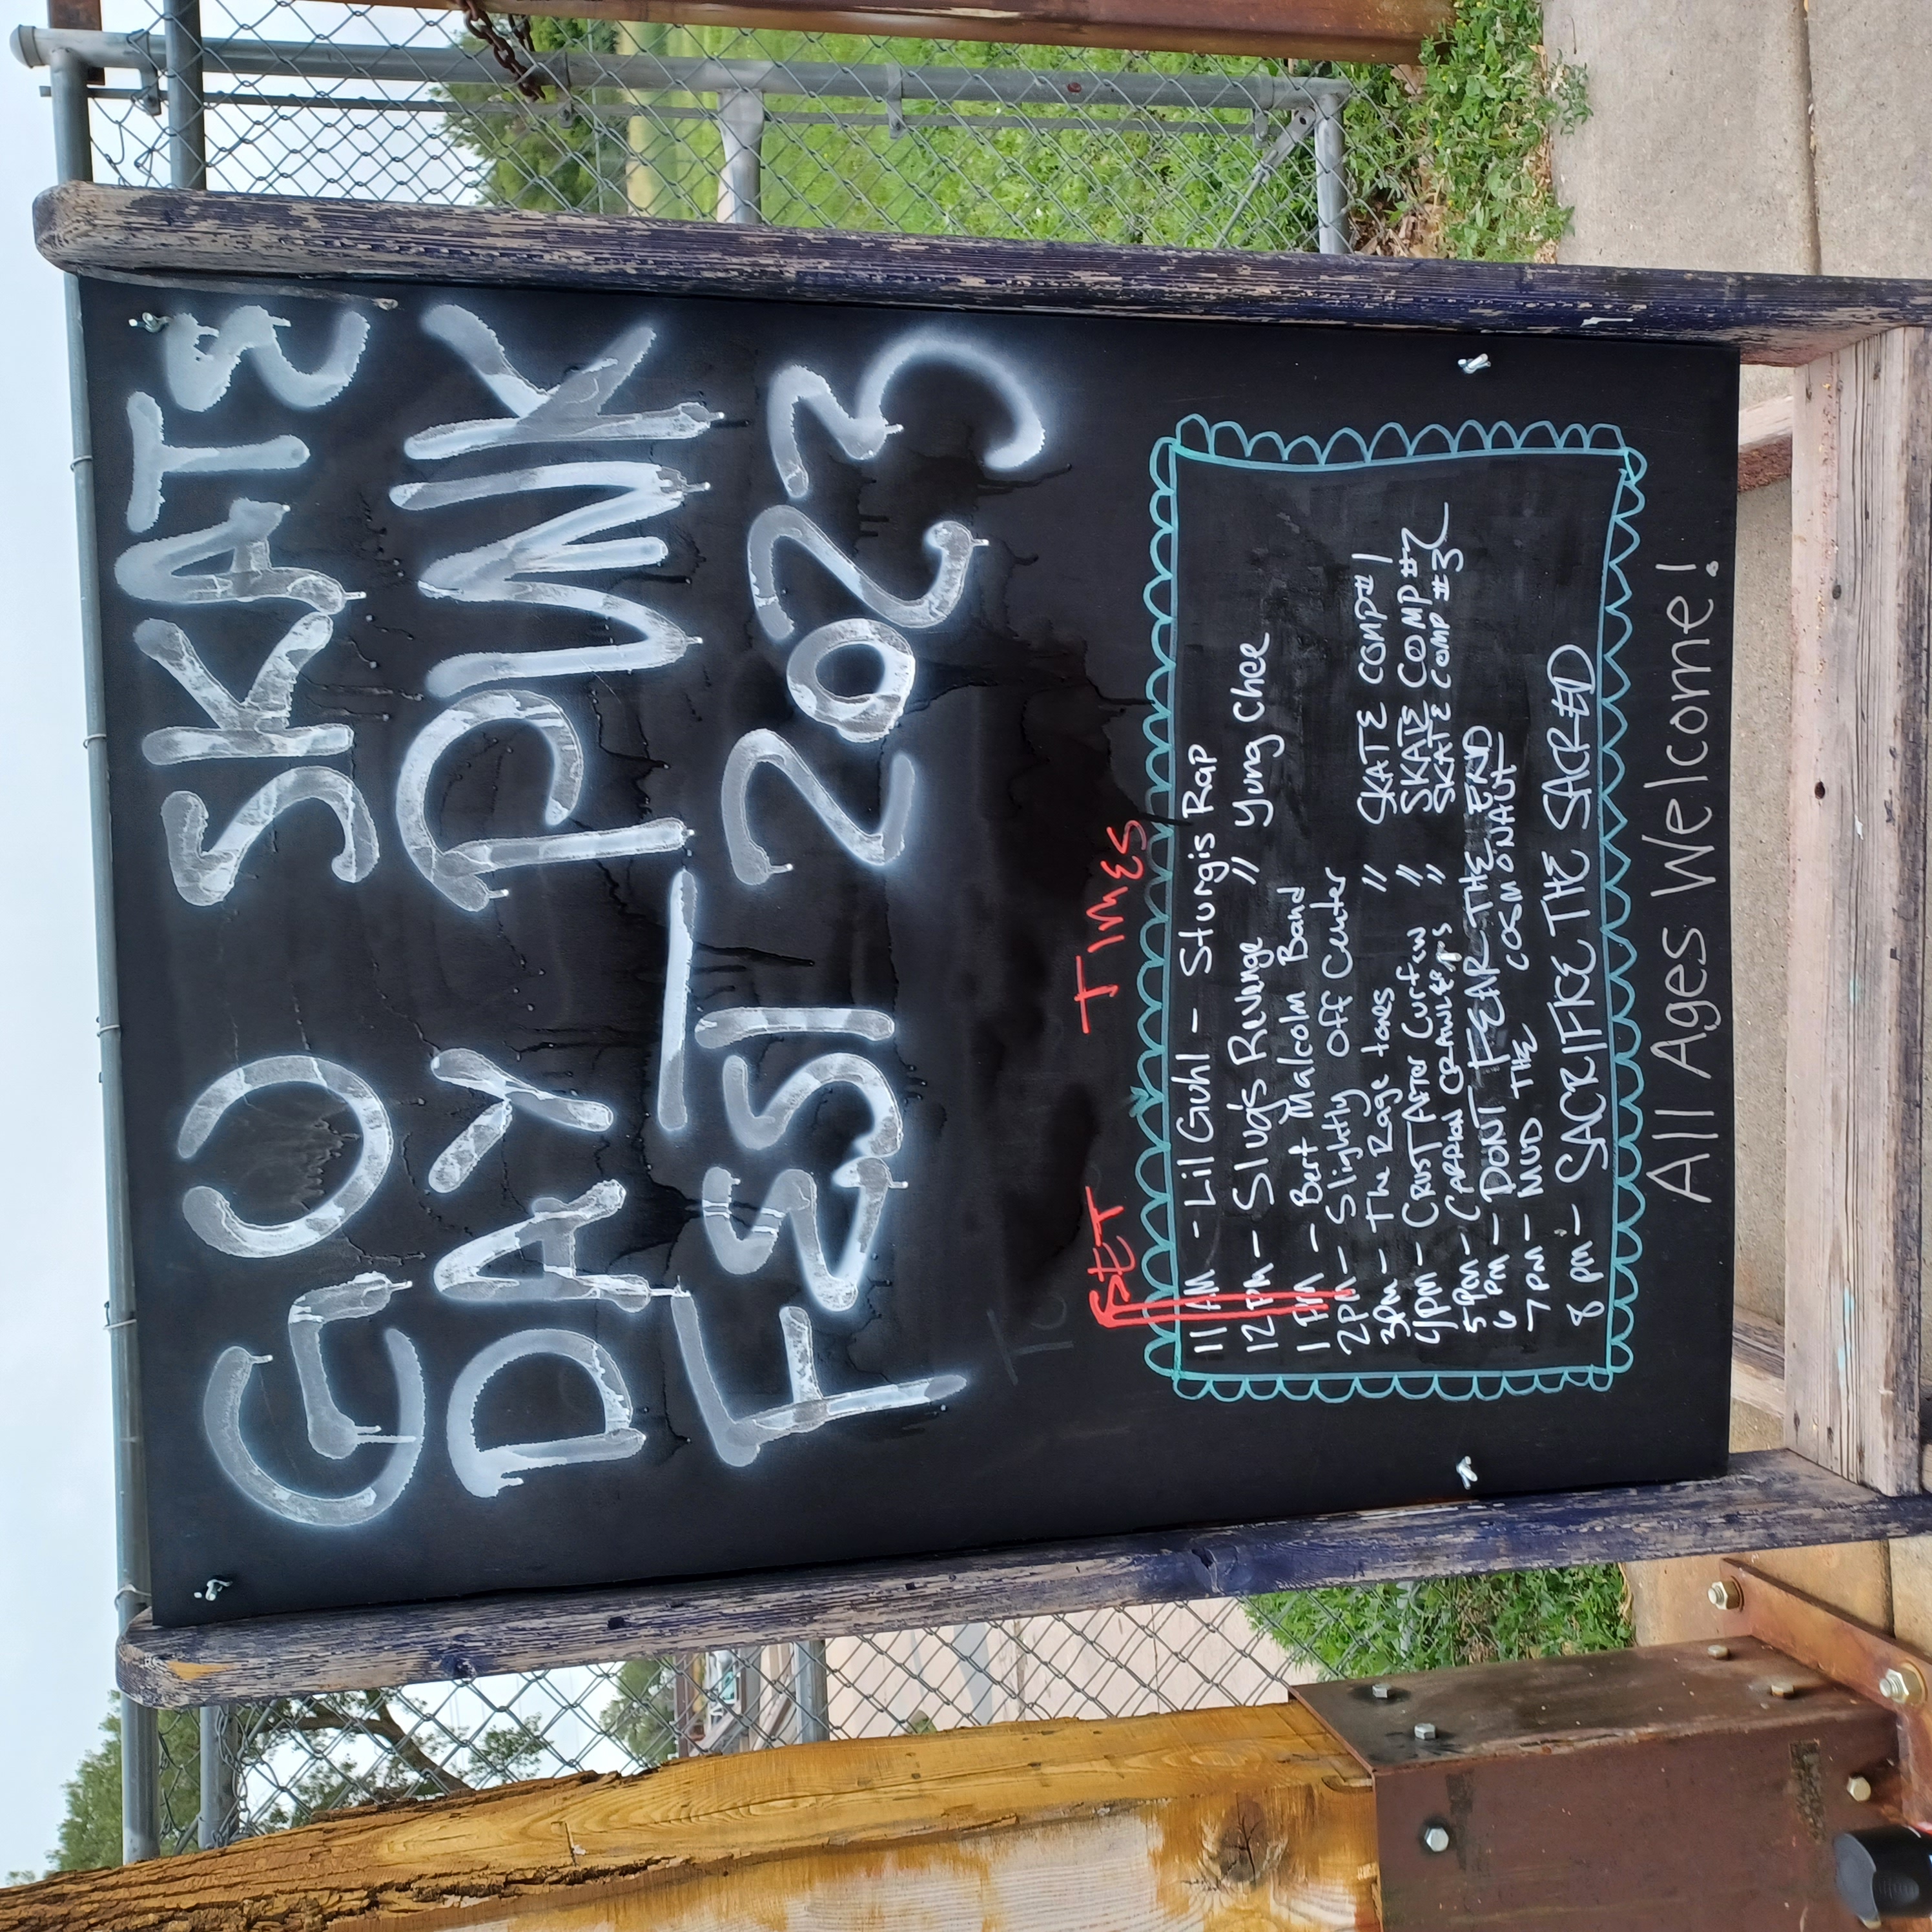 GO SKATE
DAY PUNK
FEST 2023
SET TIMES
11 AM - Lil Guhl - Sturgis Rap
12 PM - Slug's Revenge // Yung Chee
1 PM - Bert Malcolm Band
2PM - Slightly Off Center
3PM - The Rage tones // SKATE COMP #1
4PM - CRUST AFTER Curfew // SKATE COMP #2
5PM - CARRION CRAWLERS // SKATE COMP #3
6 PM - DONT FEAR THE END
7 PM - MUD THE COSMONAUT
8 PM - SACRIFICE THE SACRED
All Ages Welcome!